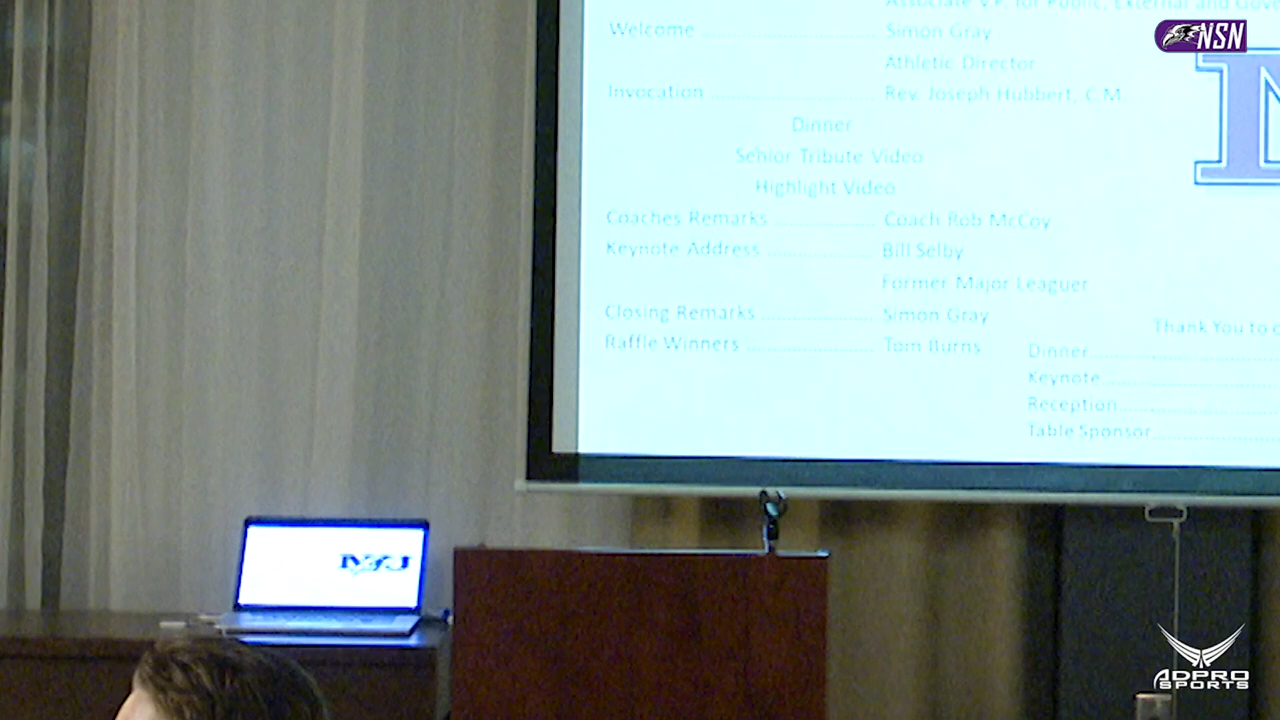 Associate V.P. for Public, External and Gove
NSN
Welcome ........................ Simon Gray
Athletic Director
Invocation ........................ Rev. Joseph Hubbert, C.M.
Dinner
Senior Tribute Video
Highlight Video
Coaches Remarks ................ Coach Rob McCoy
Keynote Address ................. Bill Selby
Former Major Leaguer
Closing Remarks ................. Simon Gray
Raffle Winners .................... Tom Burns
Thank You to
Dinner
Keynote
Reception
Table Sponsor
ADPRO
SPORTS